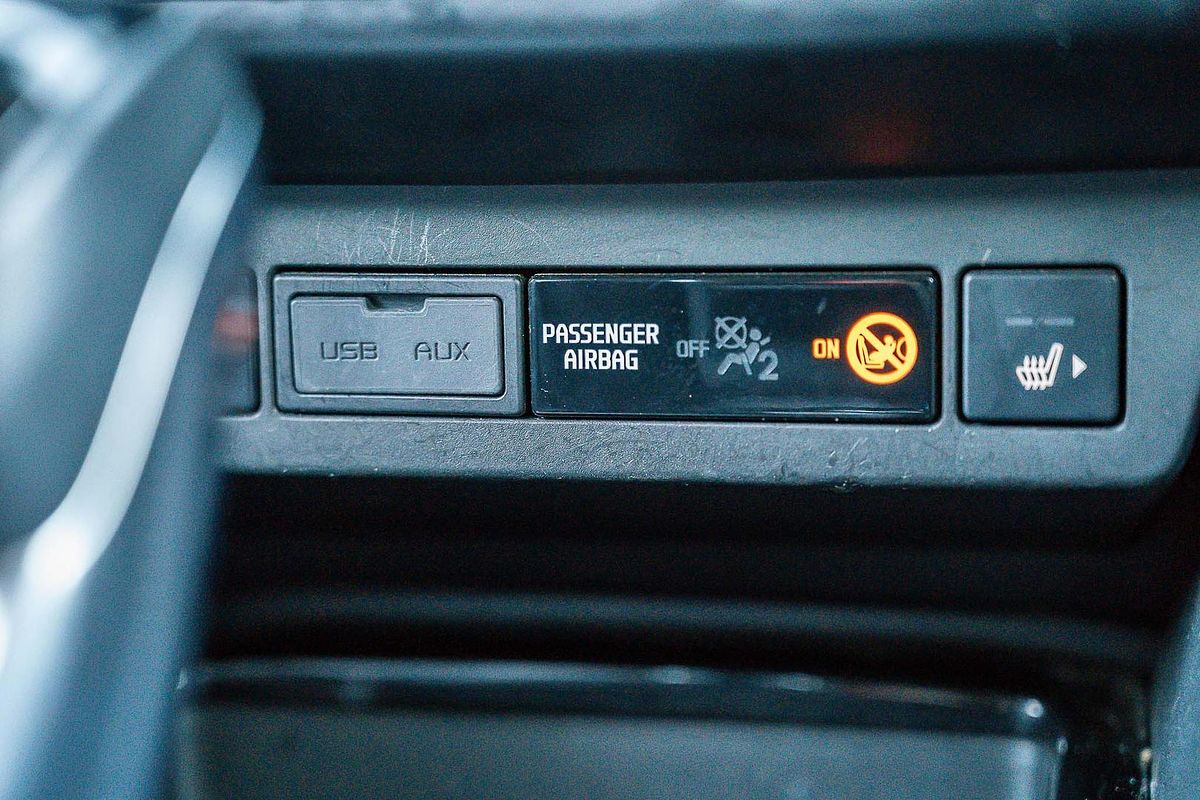 USB AUX
PASSENGER
AIRBAG
OFF
2
ON